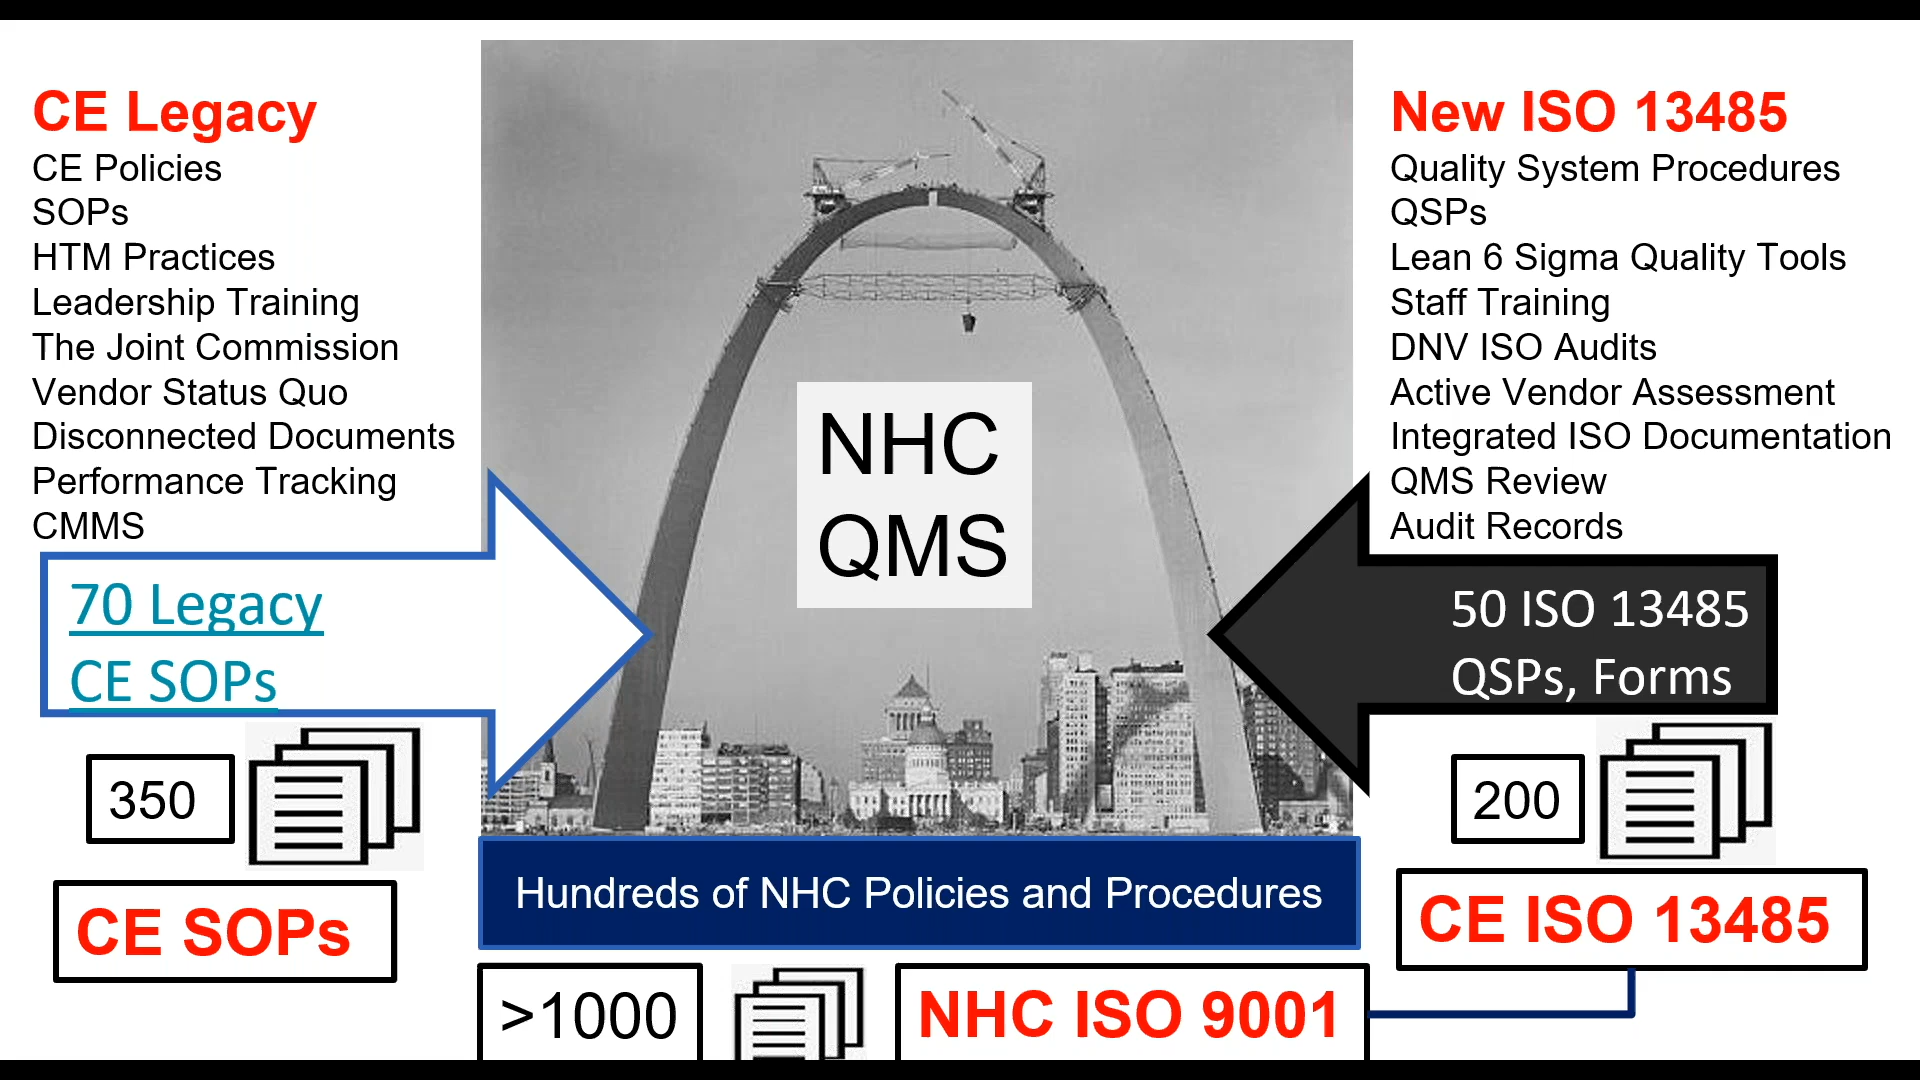 CE Legacy
CE Policies
SOPs
HTM Practices
Leadership Training
The Joint Commission
Vendor Status Quo
Disconnected Documents
Performance Tracking
CMMS
70 Legacy
CE SOPs
350
CE SOPs
NHC
QMS
Hundreds of NHC Policies and Procedures
>1000
NHC ISO 9001
New ISO 13485
Quality System Procedures
QSPs
Lean 6 Sigma Quality Tools
Staff Training
DNV ISO Audits
Active Vendor Assessment
Integrated ISO Documentation
QMS Review
Audit Records
50 ISO 13485
QSPs, Forms
200
CE ISO 13485